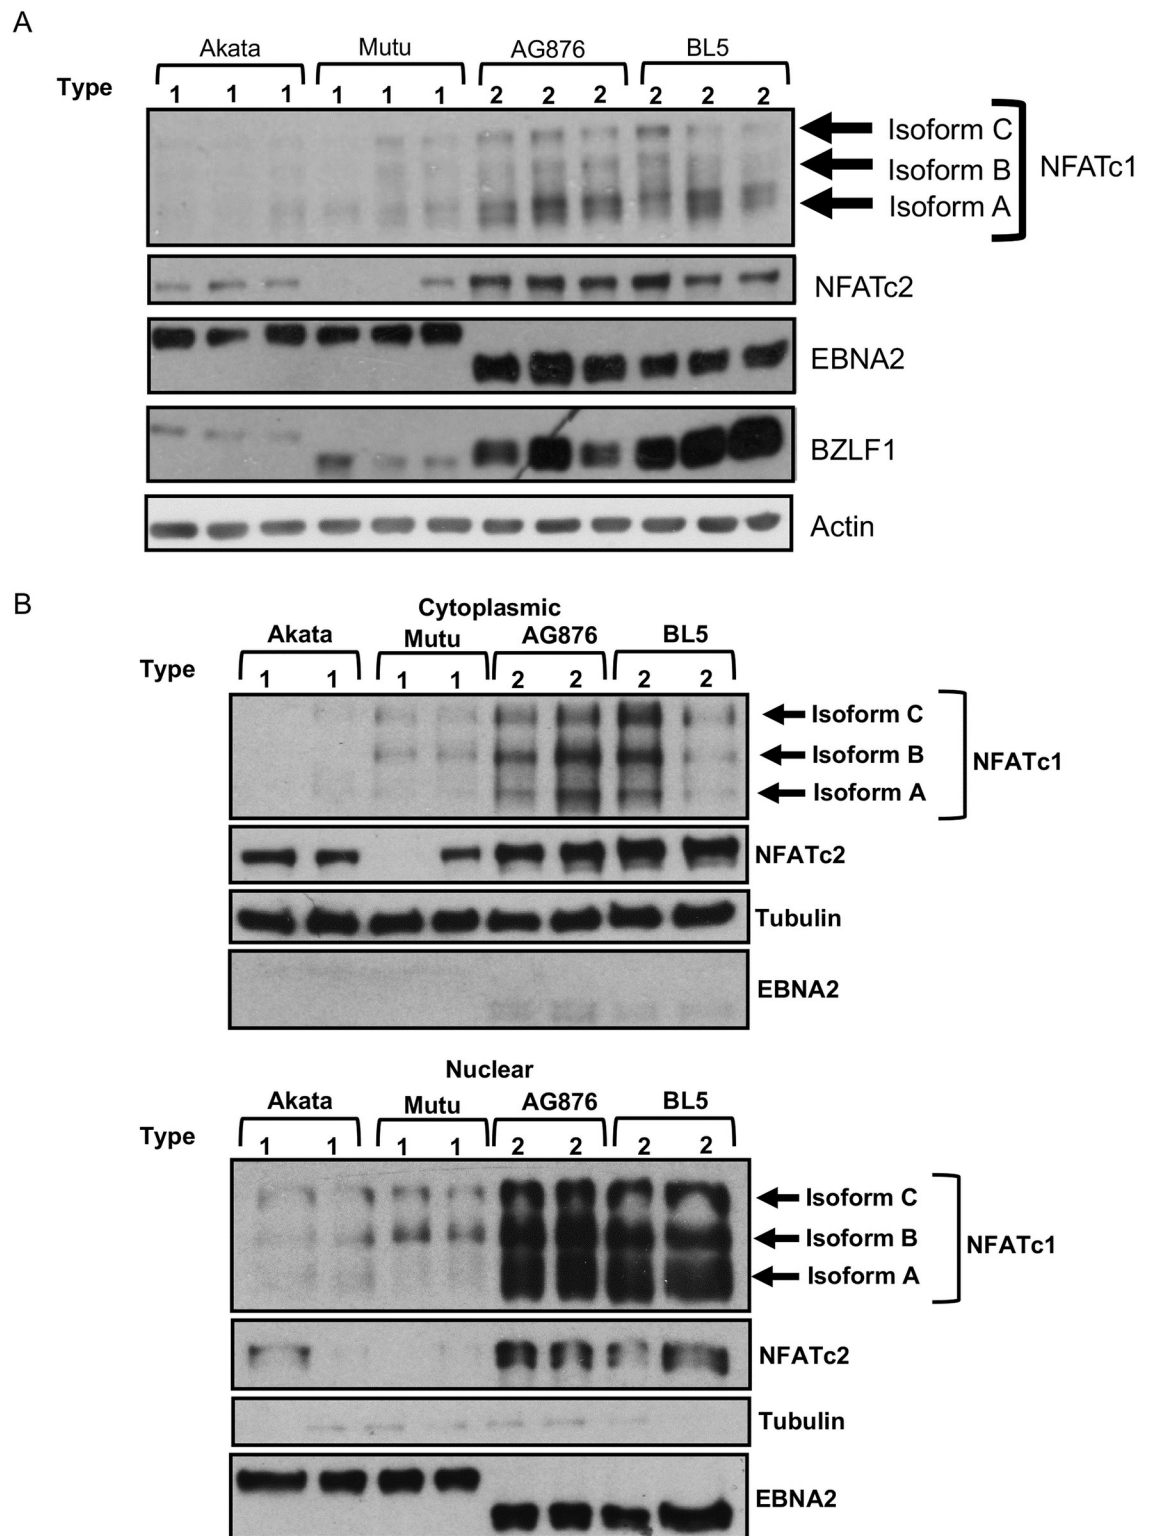 A
Akata Mutu AG876 BL5
Type 1 1 1 1 1 1 2 2 2 2 2 2
Isoform C
Isoform B
Isoform A
NFATc1
NFATc2
EBNA2
BZLF1
Actin
B
Cytoplasmic
Akata Mutu AG876 BL5
Type 1 1 1 1 2 2 2 2
Isoform C
Isoform B
Isoform A
NFATc1
NFATc2
Tubulin
EBNA2
Nuclear
Akata Mutu AG876 BL5
Type 1 1 1 1 2 2 2 2
Isoform C
Isoform B
Isoform A
NFATc1
NFATc2
Tubulin
EBNA2